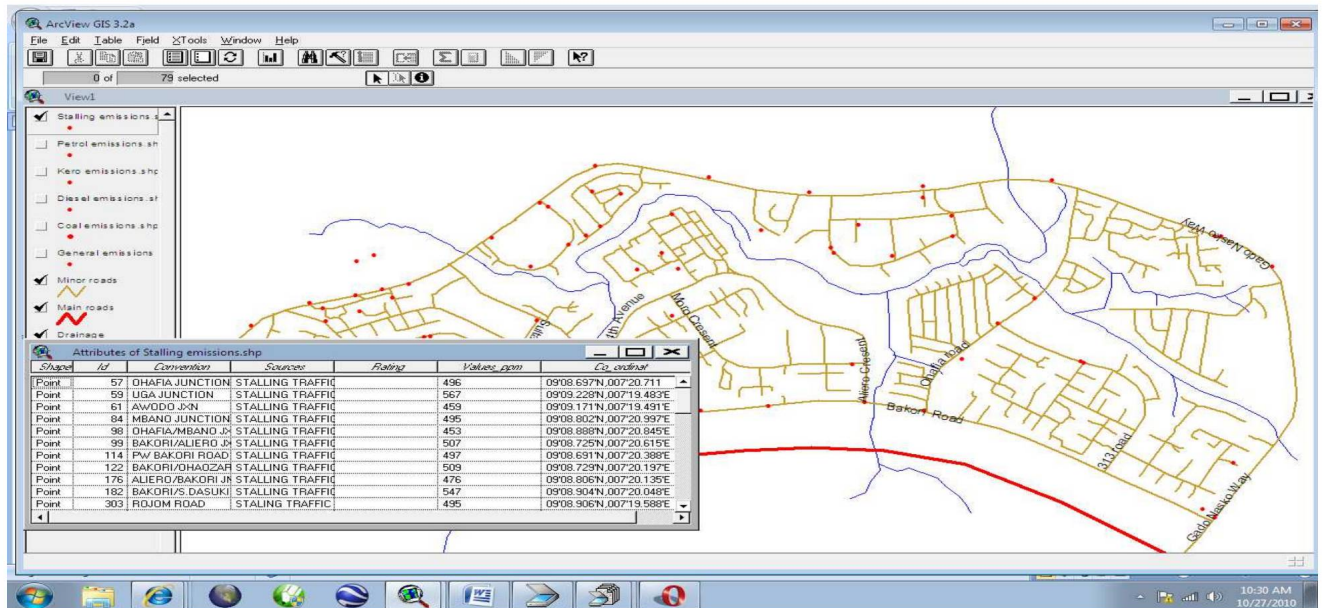 ArcView GIS 3.2a
File Edit Table Field XTools Window Help
0 of 79 selected
View1
Stalling emissions.s
Petrol emissions.sh
Kero emissions.shp
Diesel emissions.sh
Coal emissions.shp
General emissions
Minor roads
Main roads
Drainage
Gado Nasko Way
4th Avenue
Moro Cresent
Aliero Cresent
Ohafia road
Bakori Road
313 road
Gado Nasko Way
Attributes of Stalling emissions.shp
Shape Id Convention Sources Rating Values_ppm Co_ordinat
Point 57 OHAFIA JUNCTION STALLING TRAFFIC 496 09'08.697'N,007'20.711
Point 59 UGA JUNCTION STALLING TRAFFIC 567 09'09.228'N,007'19.483'E
Point 61 AWODO JXN STALLING TRAFFIC 459 09'09.171'N,007'19.491'E
Point 84 MBANO JUNCTION STALLING TRAFFIC 495 09'08.802'N,007'20.997'E
Point 98 OHAFIA/MBANO JX STALLING TRAFFIC 453 09'08.888'N,007'20.845'E
Point 99 BAKORI/ALIERO JX STALLING TRAFFIC 507 09'08.725'N,007'20.615'E
Point 114 PW BAKORI ROAD STALLING TRAFFIC 497 09'08.691'N,007'20.388'E
Point 122 BAKORI/OHAOZAR STALLING TRAFFIC 509 09'08.729'N,007'20.197'E
Point 176 ALIERO/BAKORI JN STALLING TRAFFIC 476 09'08.806'N,007'20.135'E
Point 182 BAKORI/S.DASUKI STALLING TRAFFIC 547 09'08.904'N,007'20.048'E
Point 303 ROJOM ROAD STALING TRAFFIC 495 09'08.906'N,007'19.588'E
10:30 AM
10/27/2010